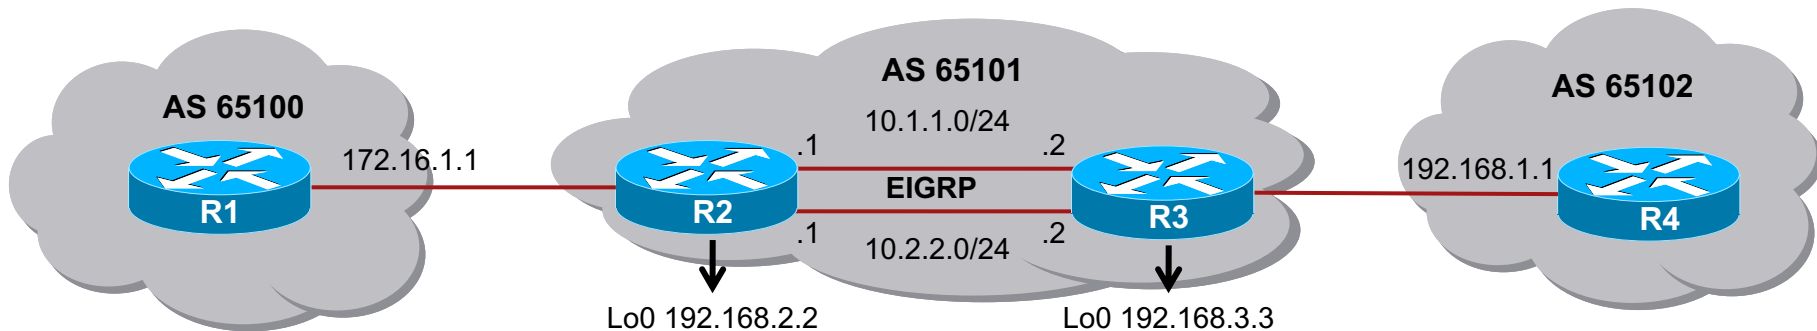 AS 65100
R1
172.16.1.1
AS 65101
10.1.1.0/24
.1
.2
R2
EIGRP
R3
.1
.2
10.2.2.0/24
Lo0 192.168.2.2
Lo0 192.168.3.3
AS 65102
192.168.1.1
R4